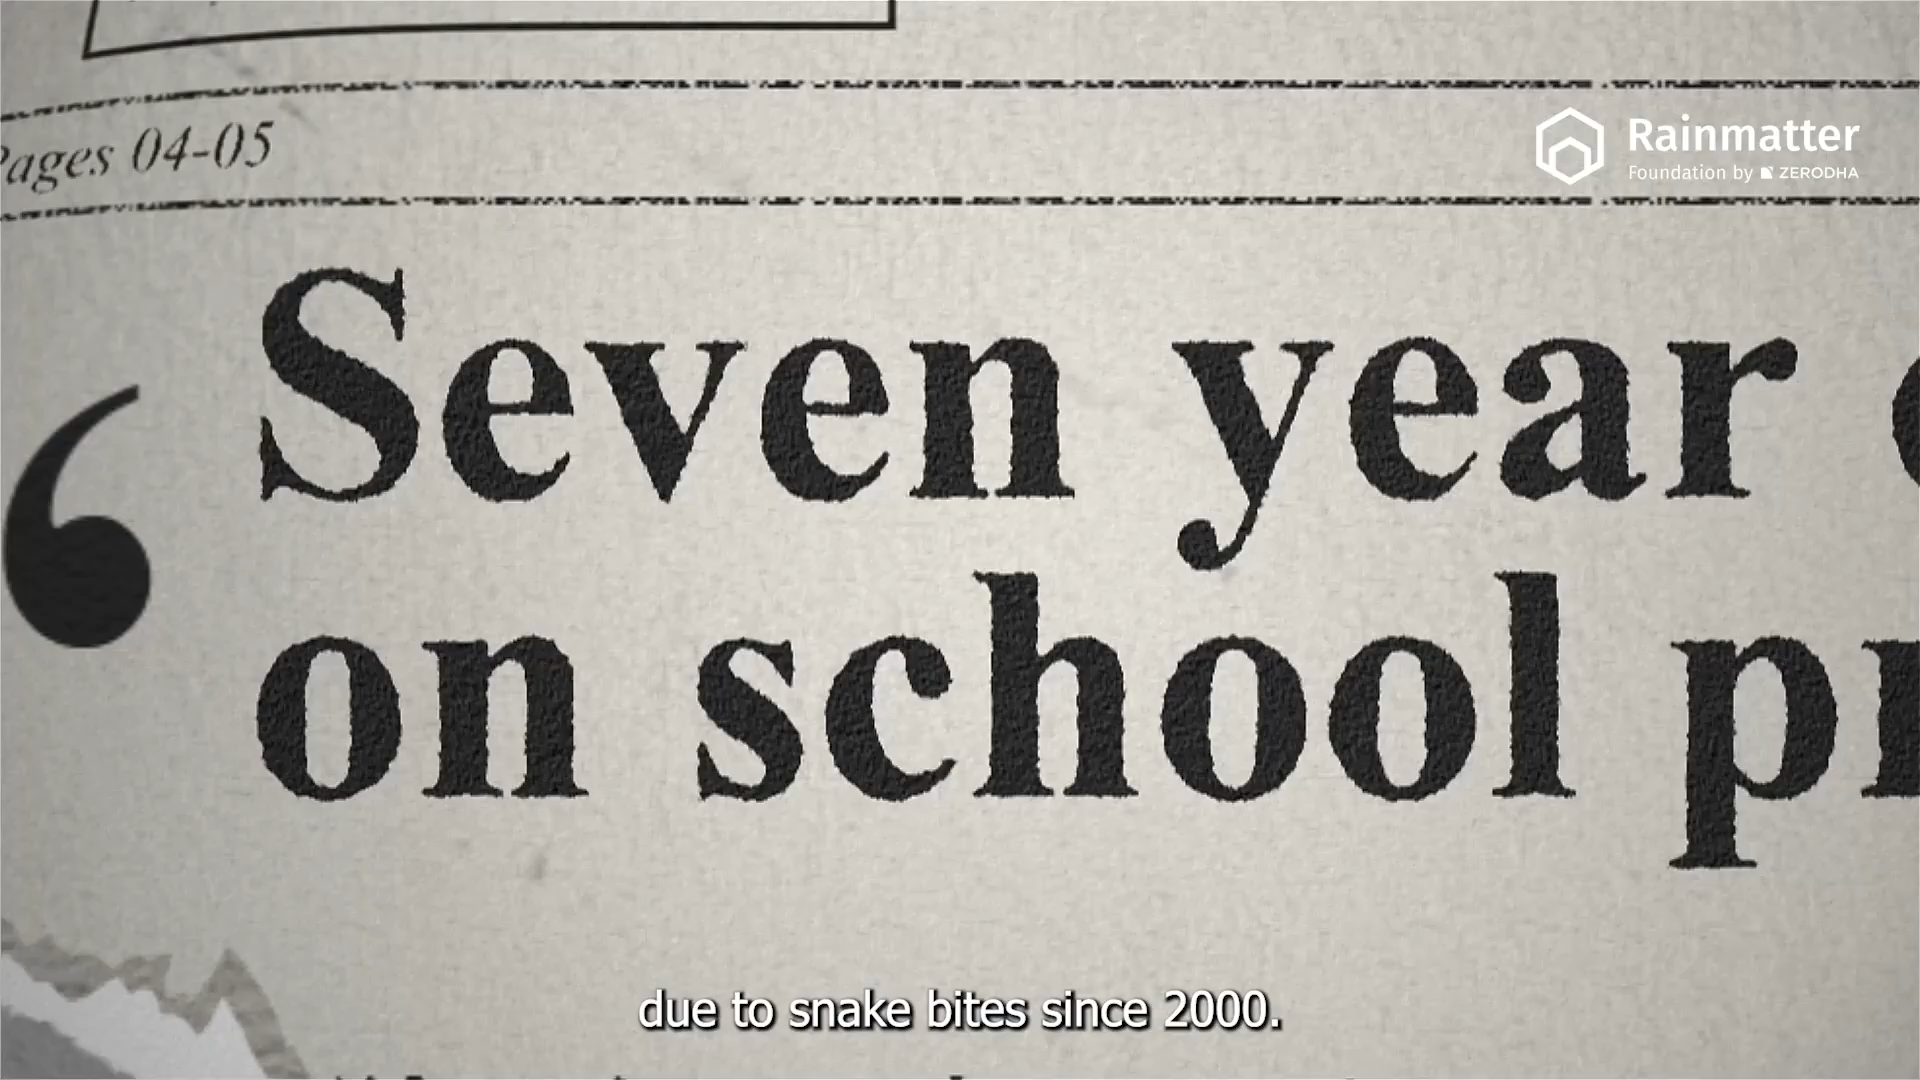 Pages 04-05
Rainmatter
Foundation by ZERODHA
Seven year
on school
due to snake bites since 2000.